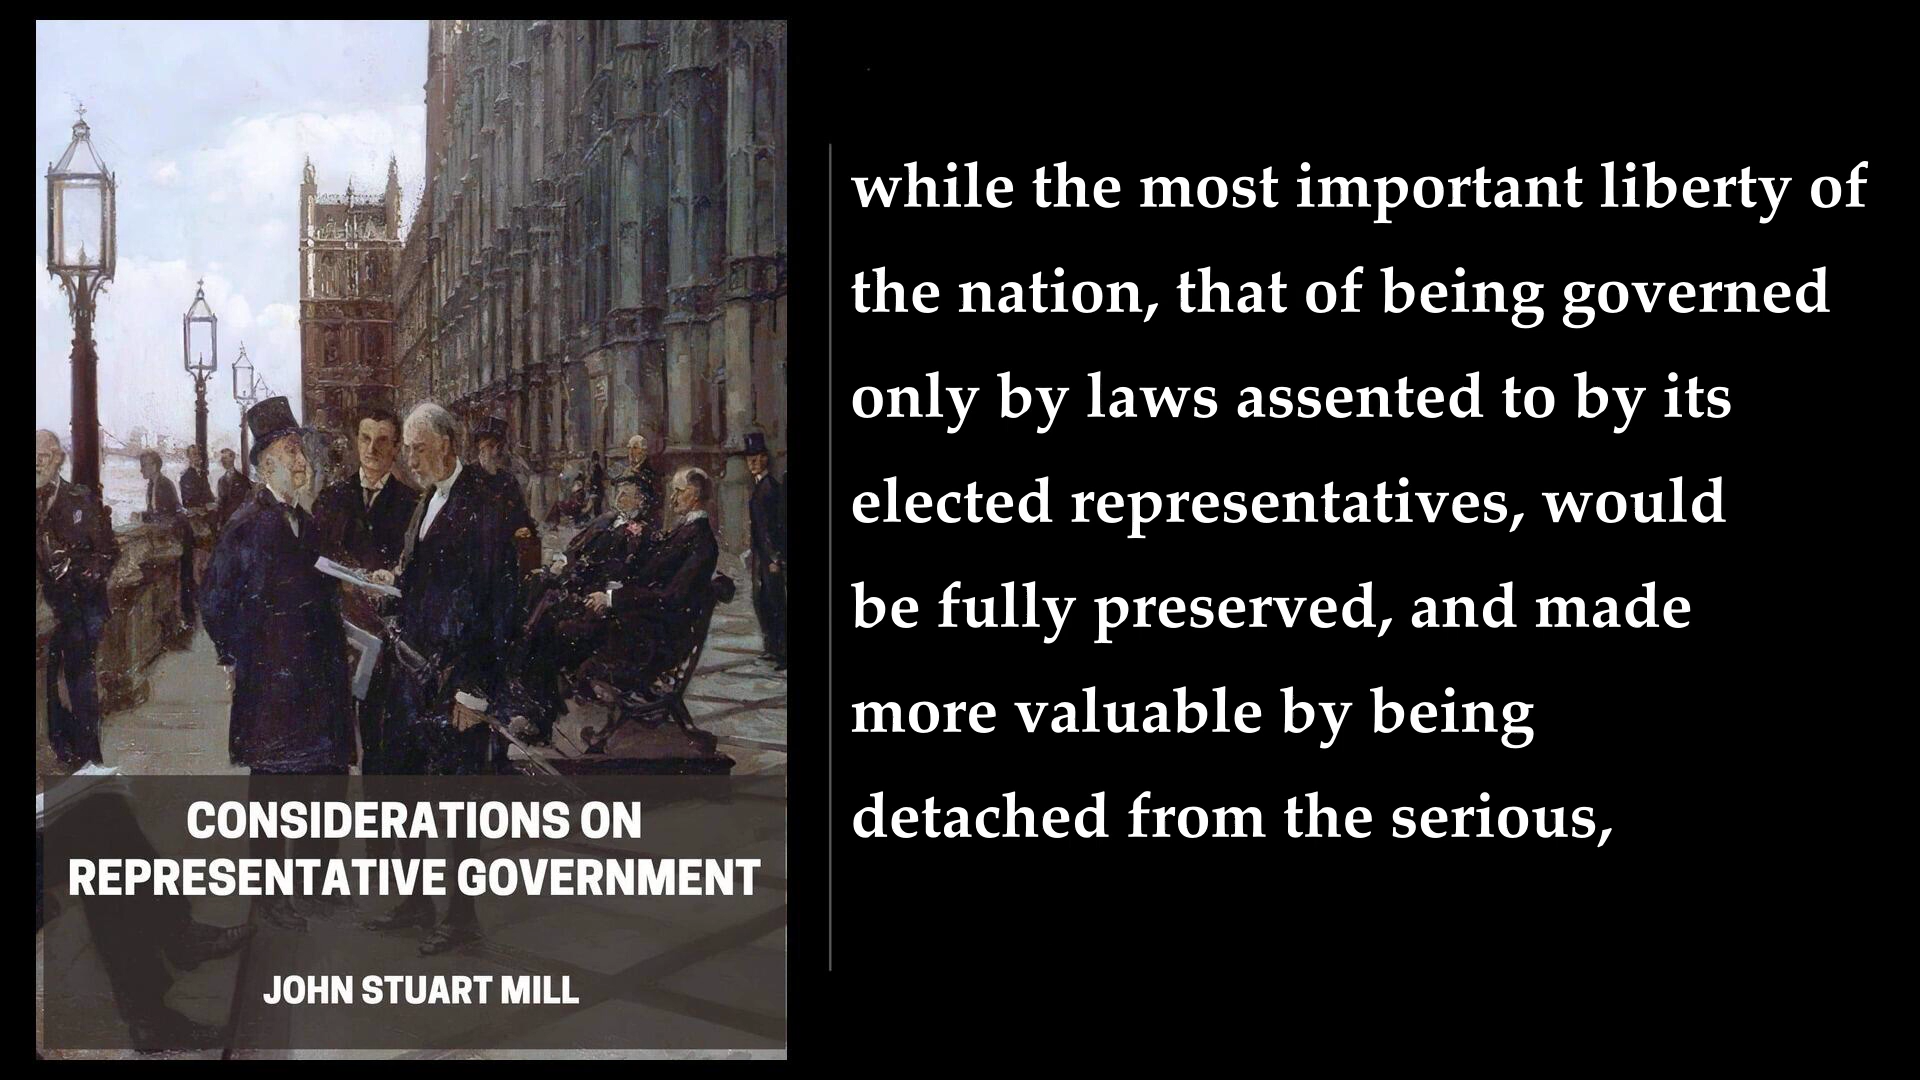 CONSIDERATIONS ON
REPRESENTATIVE GOVERNMENT
JOHN STUART MILL
while the most important liberty of
the nation, that of being governed
only by laws assented to by its
elected representatives, would
be fully preserved, and made
more valuable by being
detached from the serious,